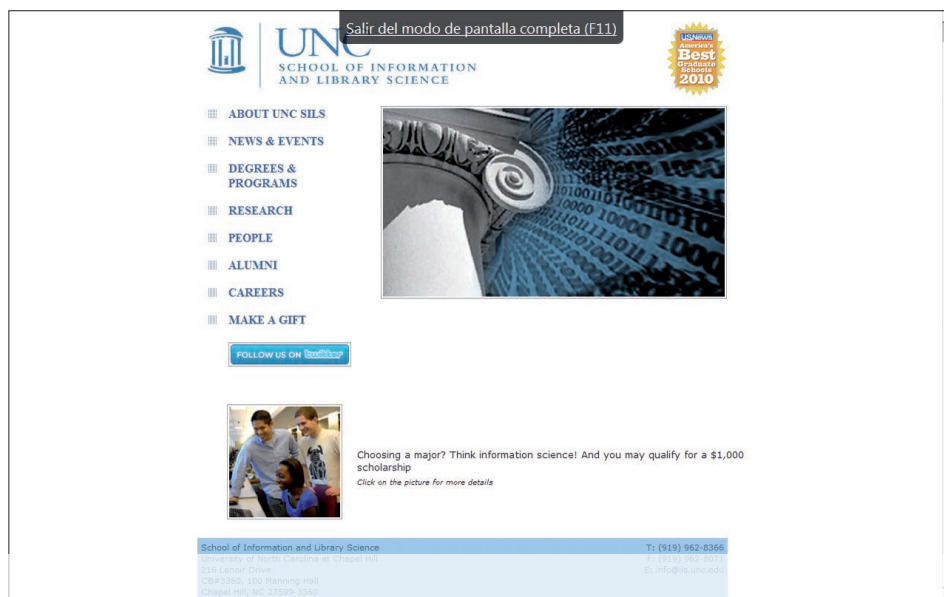 Salir del modo de pantalla completa (F11)
UNC
SCHOOL OF INFORMATION
AND LIBRARY SCIENCE
USNews
America's
Best
Graduate
Schools
2010
ABOUT UNC SILS
NEWS & EVENTS
DEGREES &
PROGRAMS
RESEARCH
PEOPLE
ALUMNI
CAREERS
MAKE A GIFT
FOLLOW US ON twitter
Choosing a major? Think information science! And you may qualify for a $1,000
scholarship
Click on the picture for more details
School of Information and Library Science
T: (919) 962-8366
University of North Carolina at Chapel Hill
F: (919) 962-8071
216 Lenoir Drive
E: info@ils.unc.edu
CB#3360, 100 Manning Hall
Chapel Hill, NC 27599-3360